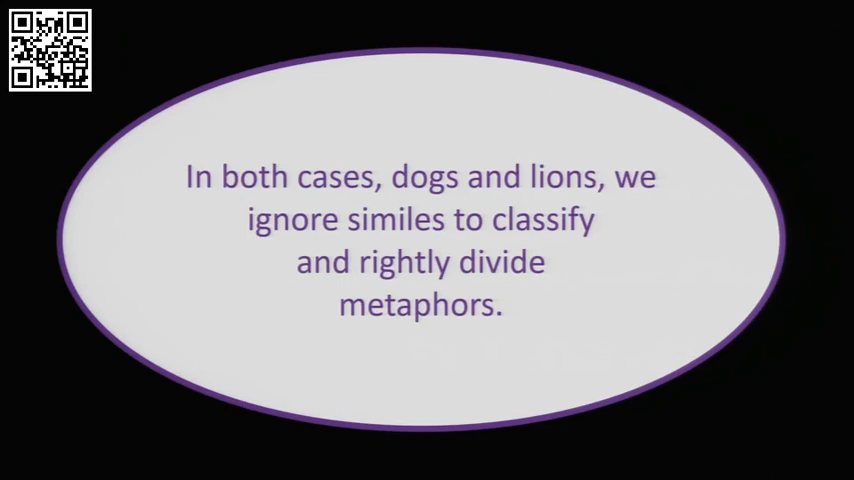 In both cases, dogs and lions, we
ignore similes to classify
and rightly divide
metaphors.